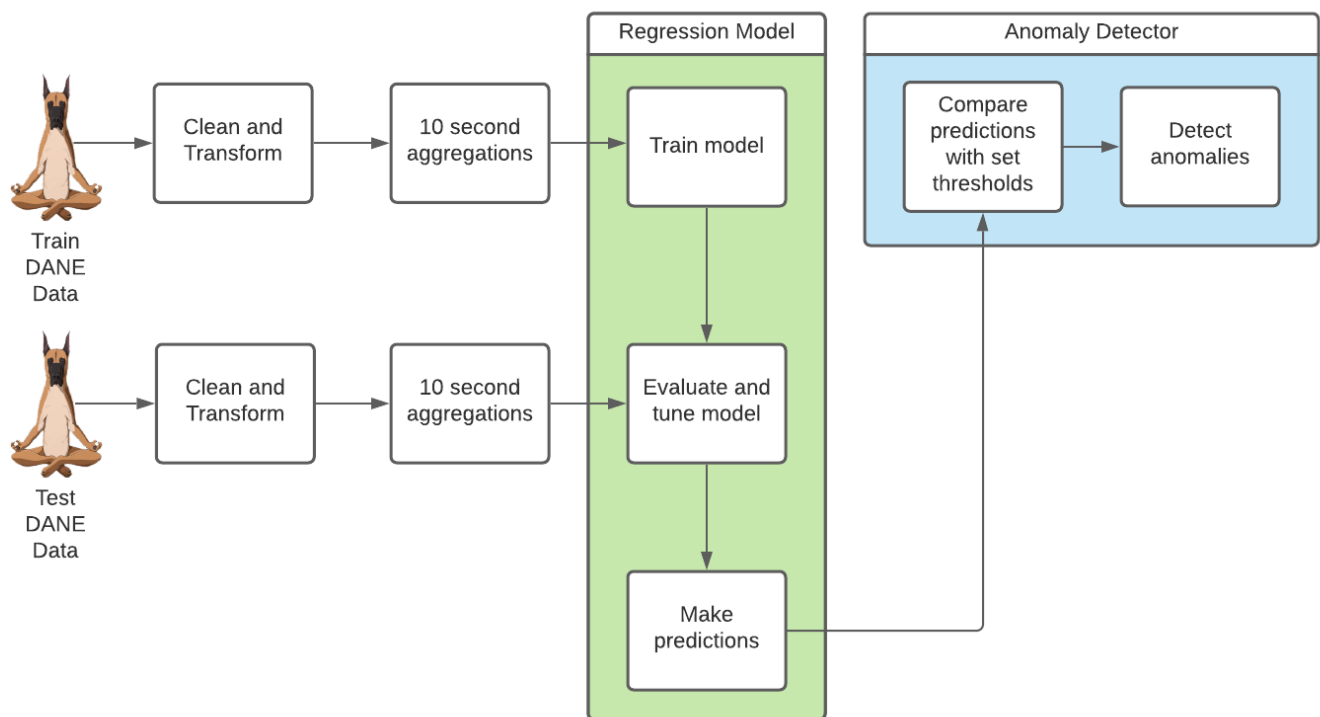 Regression Model
Anomaly Detector
Train
DANE
Data
Clean and
Transform
10 second
aggregations
Train model
Compare
predictions
with set
thresholds
Detect
anomalies
Test
DANE
Data
Clean and
Transform
10 second
aggregations
Evaluate and
tune model
Make
predictions